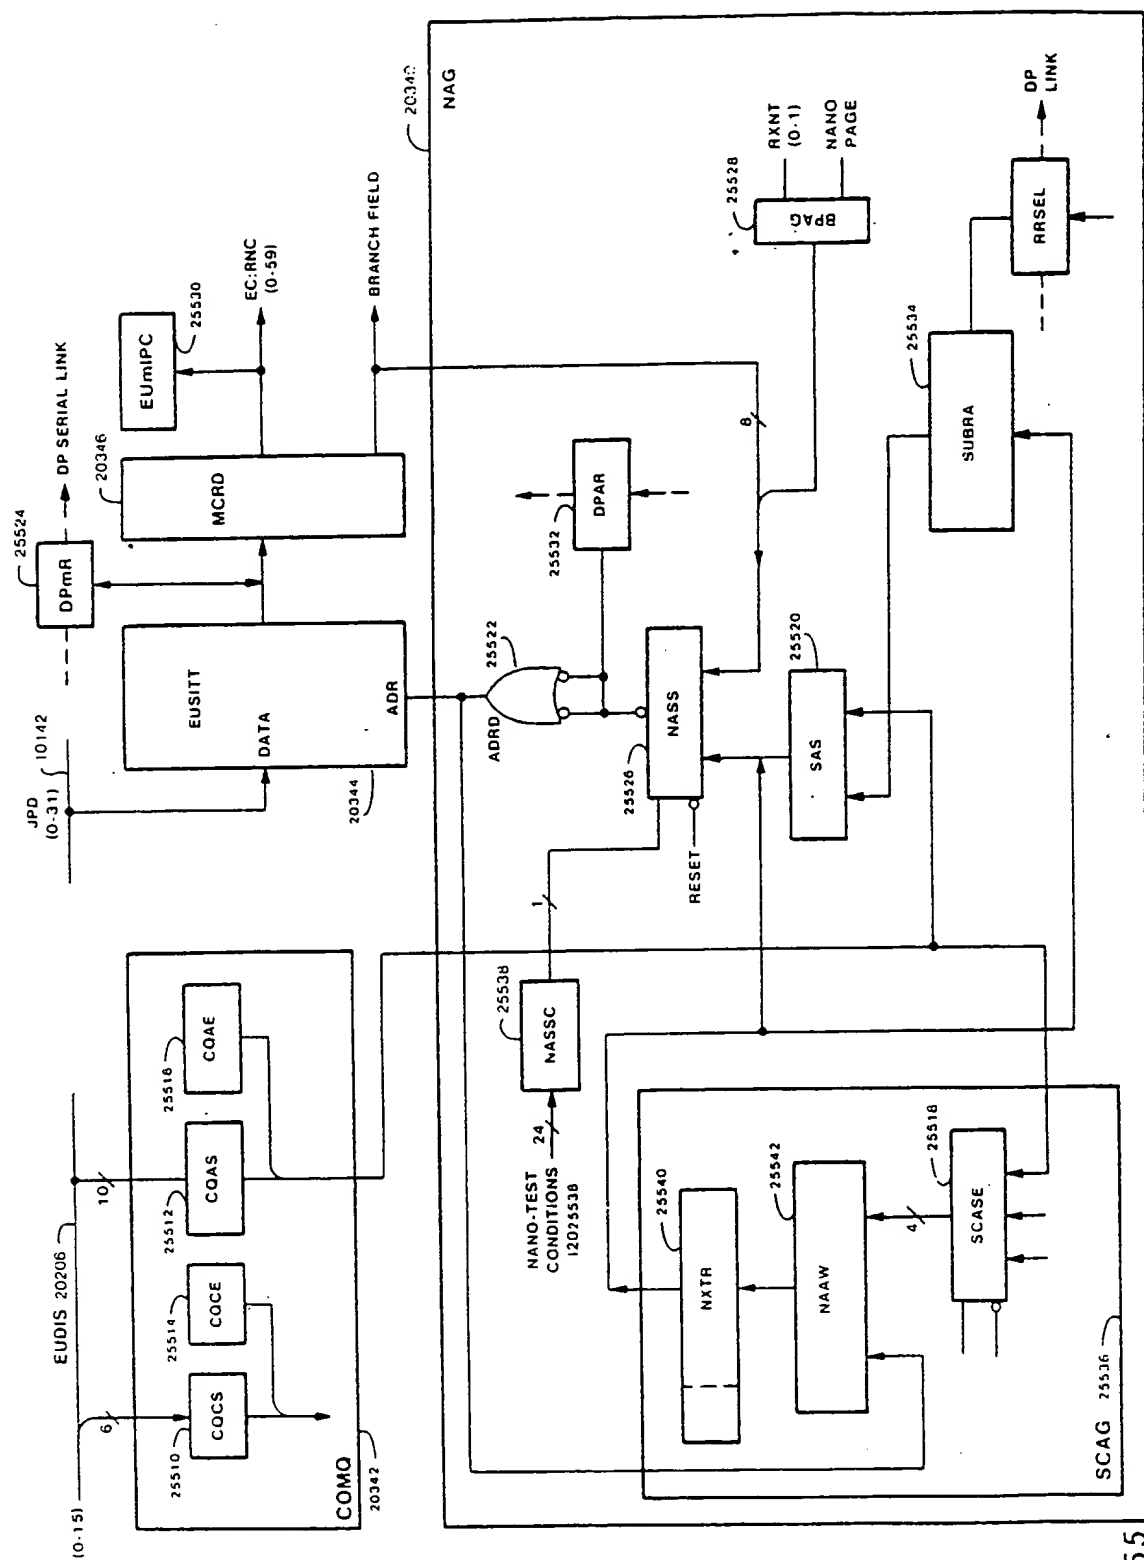 (0-15)
EUDIS 20206
6
10
25510
CQCS
25514
CQCE
25512
CQAS
25516
CQAE
COMQ
20342
JPD
(0-31)
10142
DATA
EUSITT
ADR
20344
25524
DPmR
DP SERIAL LINK
20346
MCRD
EUmIPC
25530
EC:RNC
(0-59)
BRANCH FIELD
20340
NAG
NANO-TEST
CONDITIONS
12025538
24
NASSC
25538
1
RESET
25526
NASS
ADRD
25522
25532
DPAR
8
25528
BPAG
RXNT
(0-1)
NANO
PAGE
SAS
25520
SUBRA
25534
RRSEL
DP
LINK
SCAG
25536
NXTR
25540
NAAW
25542
4
SCASE
25518
55